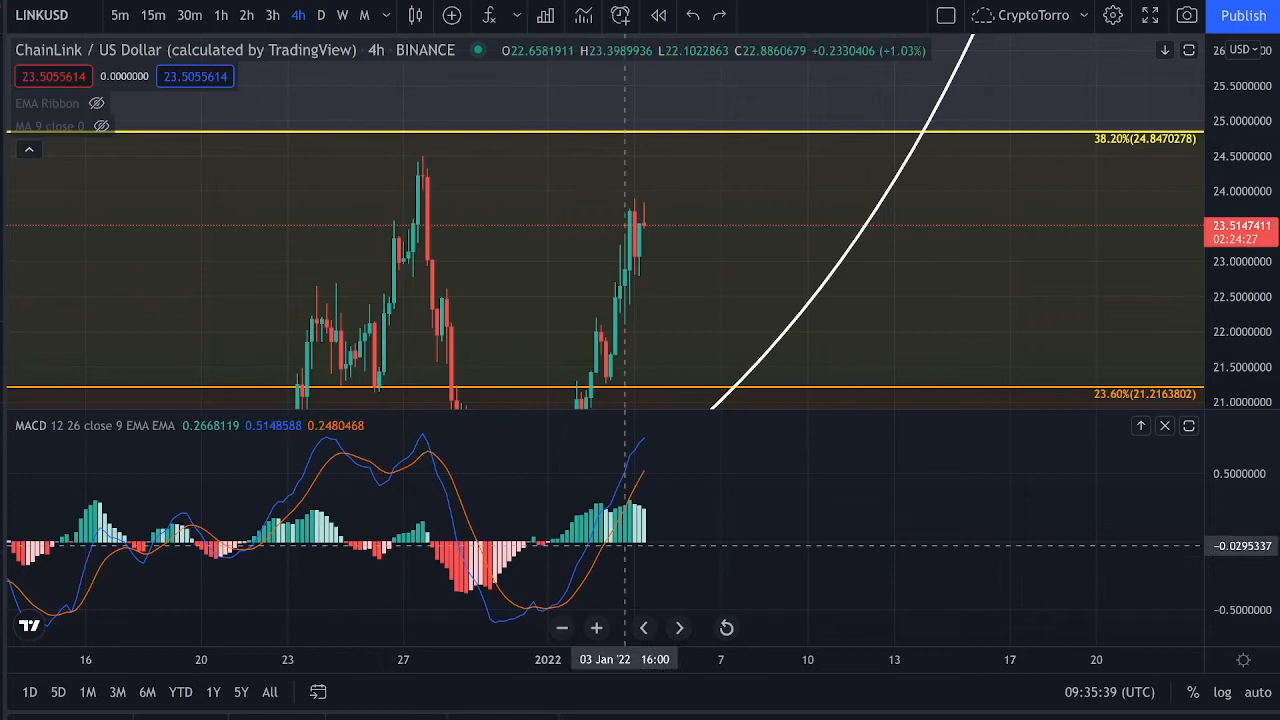 LINKUSD 5m 15m 30m 1h 2h 3h 4h D W M CryptoTorro Publish
ChainLink / US Dollar (calculated by TradingView) · 4h · BINANCE O22.6581911 H23.3989936 L22.1022863 C22.8860679 +0.2330406 (+1.03%)
USD
23.5055614 0.0000000 23.5055614
EMA Ribbon
MA 9 close 0
25.5000000
25.0000000
38.20%(24.8470278)
24.5000000
24.0000000
23.5147411
02:24:27
23.0000000
22.5000000
22.0000000
21.5000000
23.60%(21.2163802)
21.0000000
MACD 12 26 close 9 EMA EMA 0.2668119 0.5148588 0.2480468
0.5000000
-0.0295337
-0.5000000
16 20 23 27 2022 03 Jan '22 16:00 7 10 13 17 20
1D 5D 1M 3M 6M YTD 1Y 5Y All 09:35:39 (UTC) % log auto